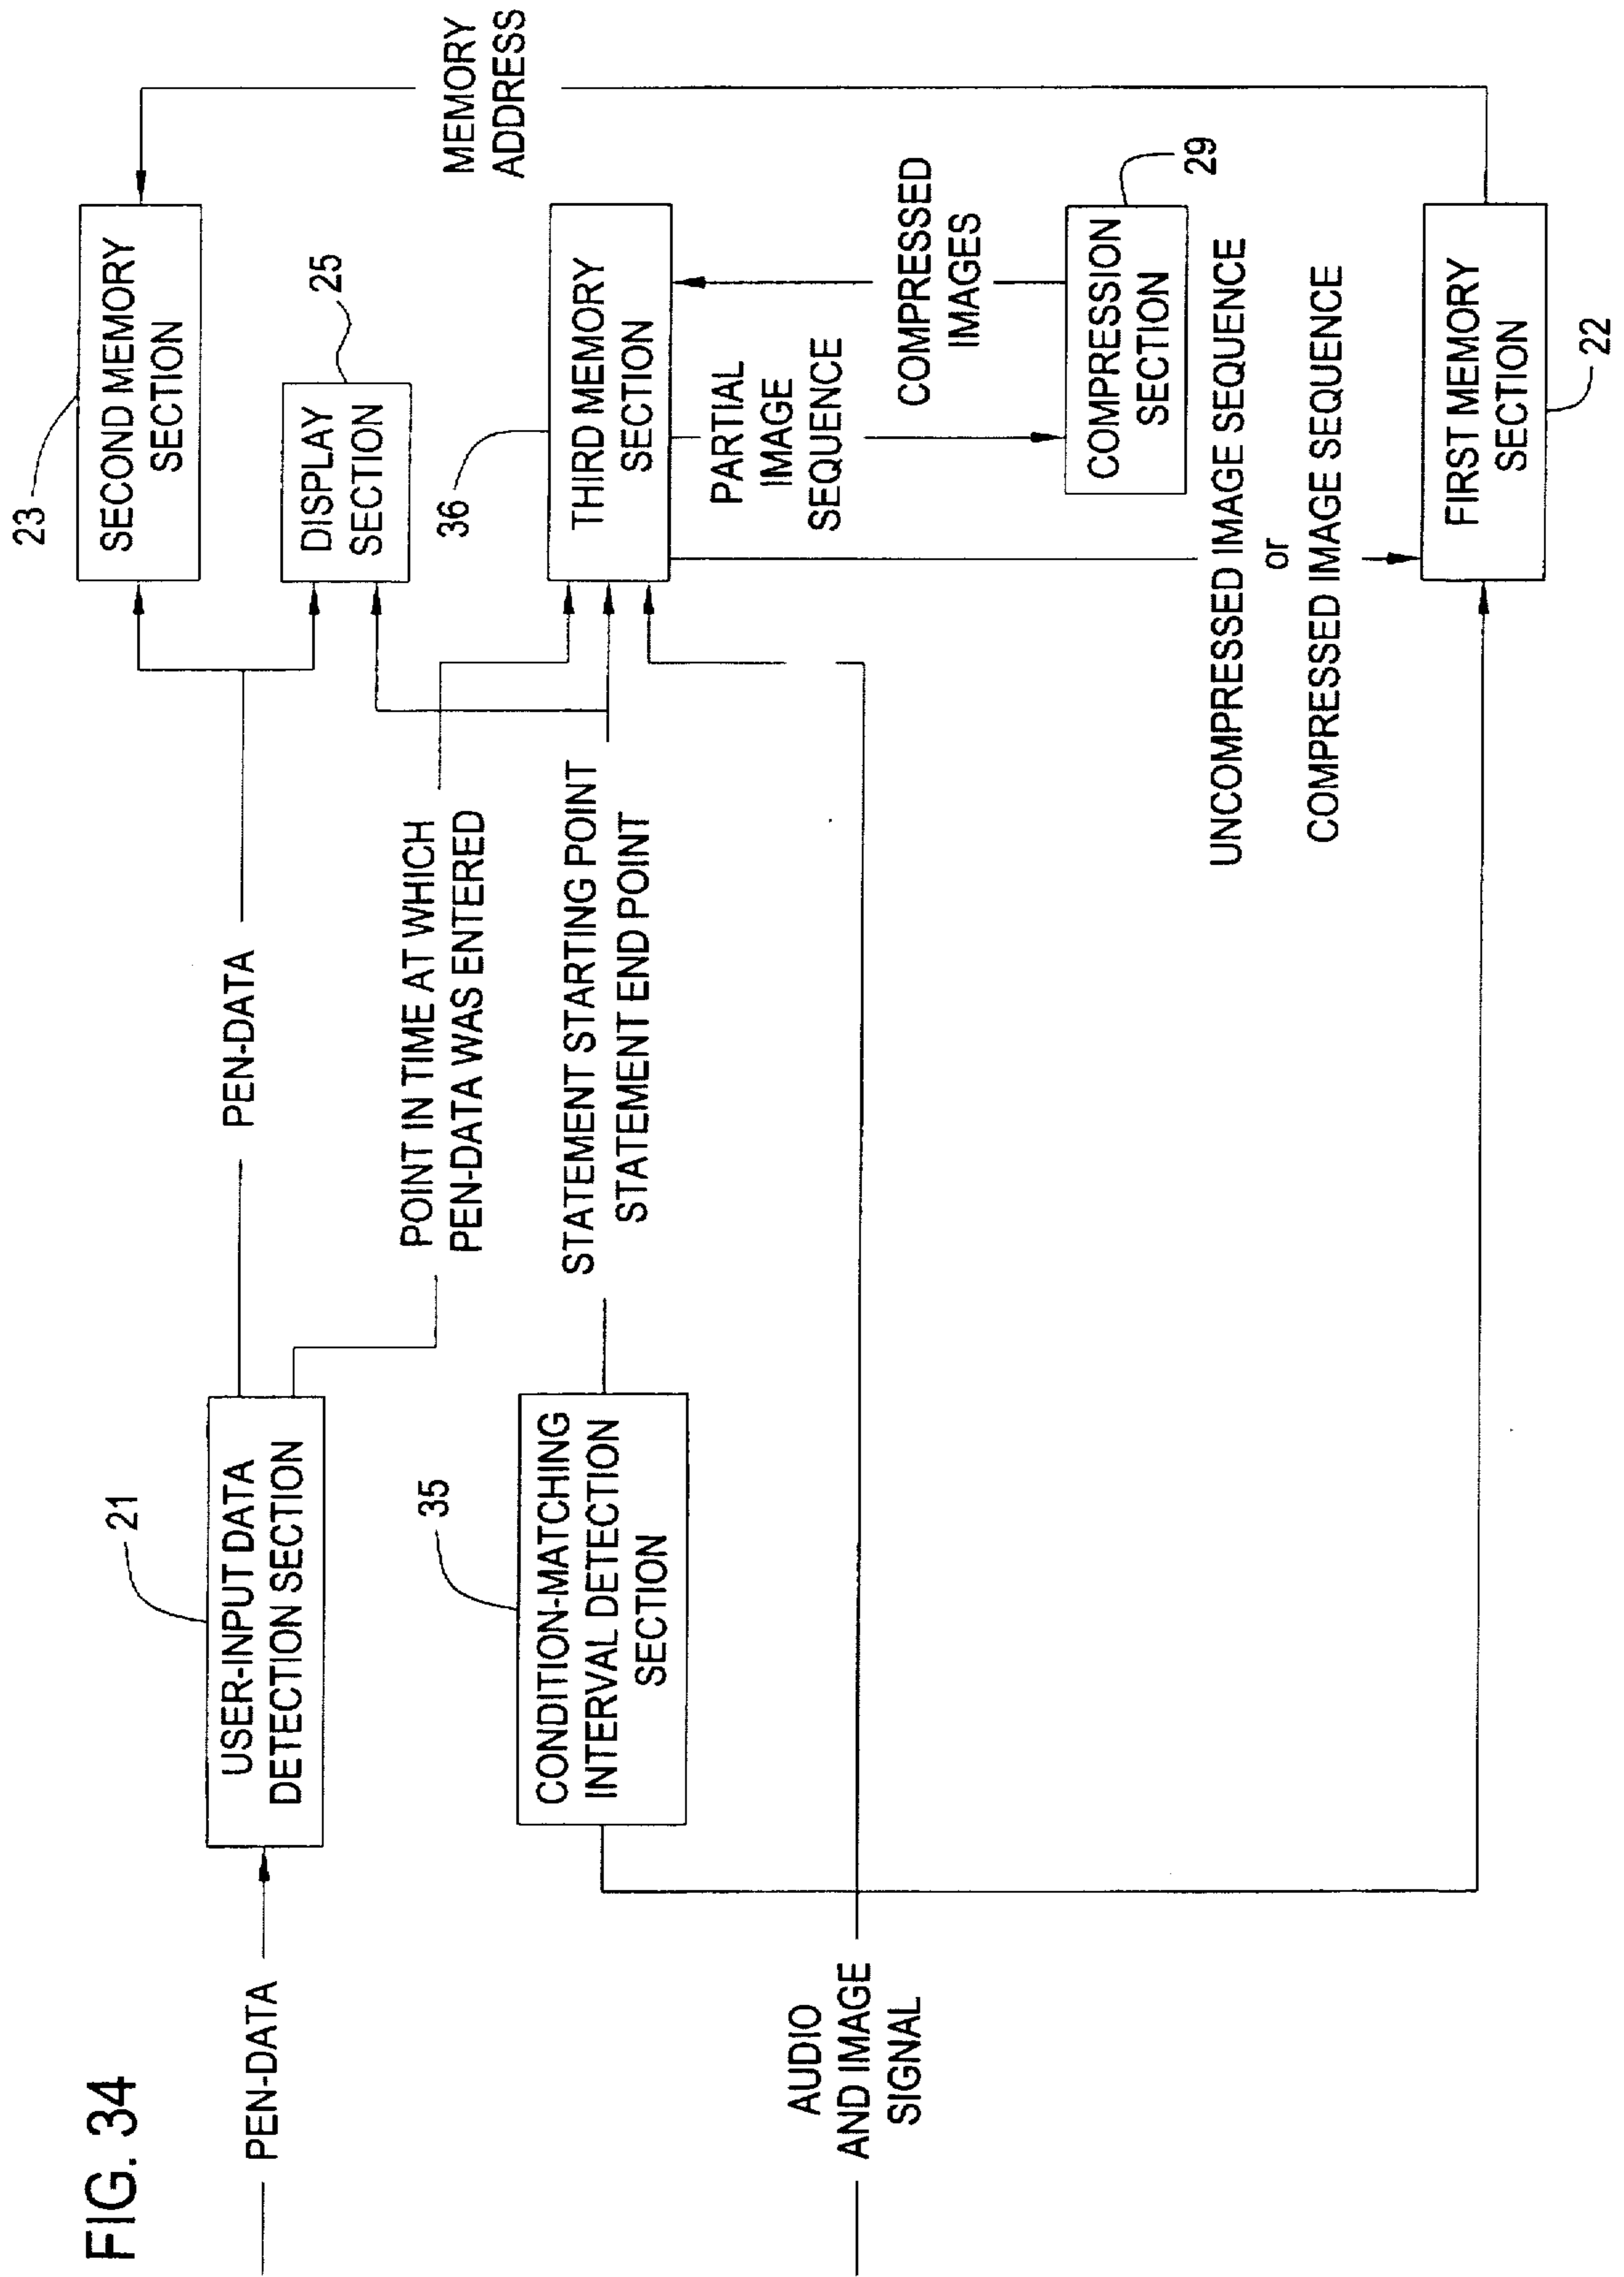 FIG. 34
PEN-DATA
21
USER-INPUT DATA
DETECTION SECTION
PEN-DATA
23
SECOND MEMORY
SECTION
25
DISPLAY
SECTION
POINT IN TIME AT WHICH
PEN-DATA WAS ENTERED
MEMORY
ADDRESS
35
CONDITION-MATCHING
INTERVAL DETECTION
SECTION
STATEMENT STARTING POINT
STATEMENT END POINT
36
THIRD MEMORY
SECTION
PARTIAL
IMAGE
SEQUENCE
COMPRESSED
IMAGES
AUDIO
AND IMAGE
SIGNAL
COMPRESSION
SECTION
29
UNCOMPRESSED IMAGE SEQUENCE
or
COMPRESSED IMAGE SEQUENCE
FIRST MEMORY
SECTION
22